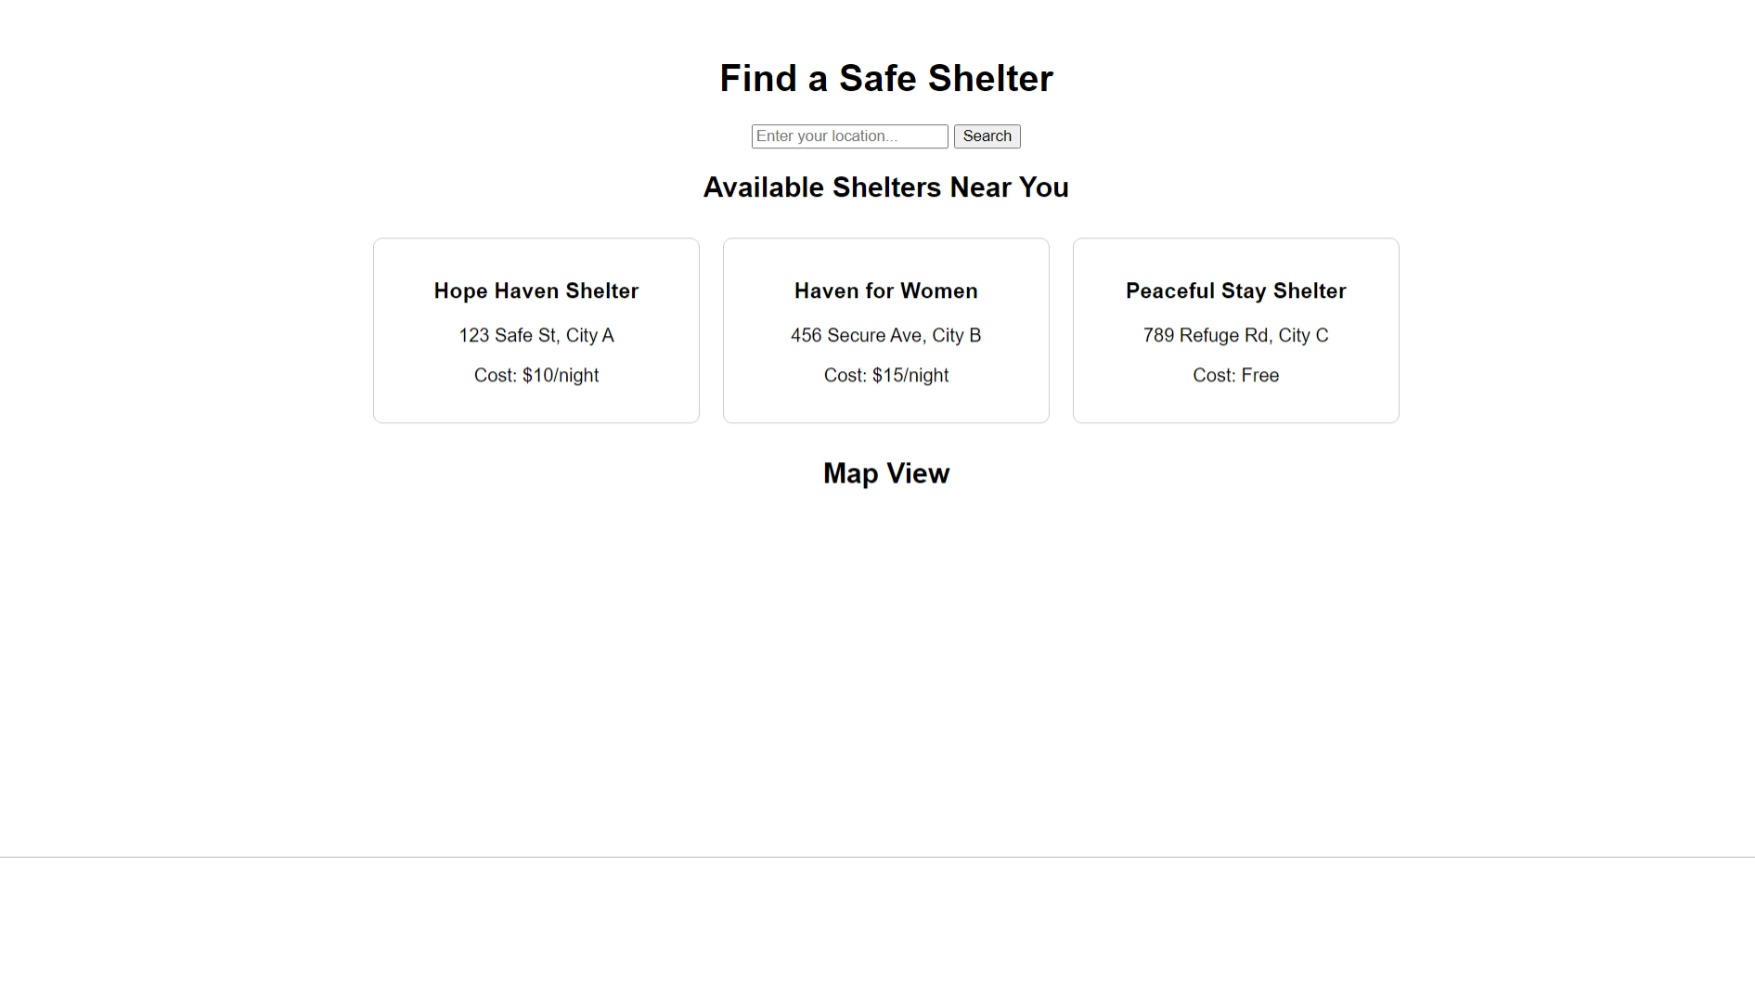 Find a Safe Shelter
Enter your location... Search
Available Shelters Near You
Hope Haven Shelter
123 Safe St, City A
Cost: $10/night
Haven for Women
456 Secure Ave, City B
Cost: $15/night
Peaceful Stay Shelter
789 Refuge Rd, City C
Cost: Free
Map View